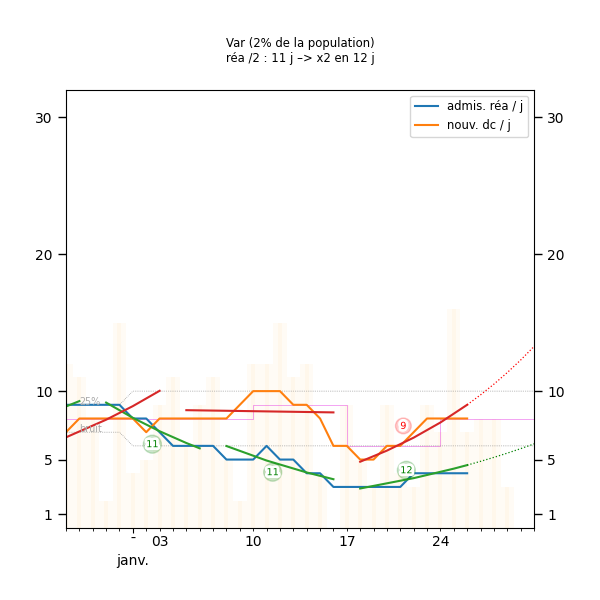 Var (2% de la population)
réa /2 : 11 j –> x2 en 12 j
admis. réa / j
nouv. dc / j
30 30
20 20
10 10
5 5
1 1
25%
bruit
11
11
9
12
- 03 10 17 24
janv.